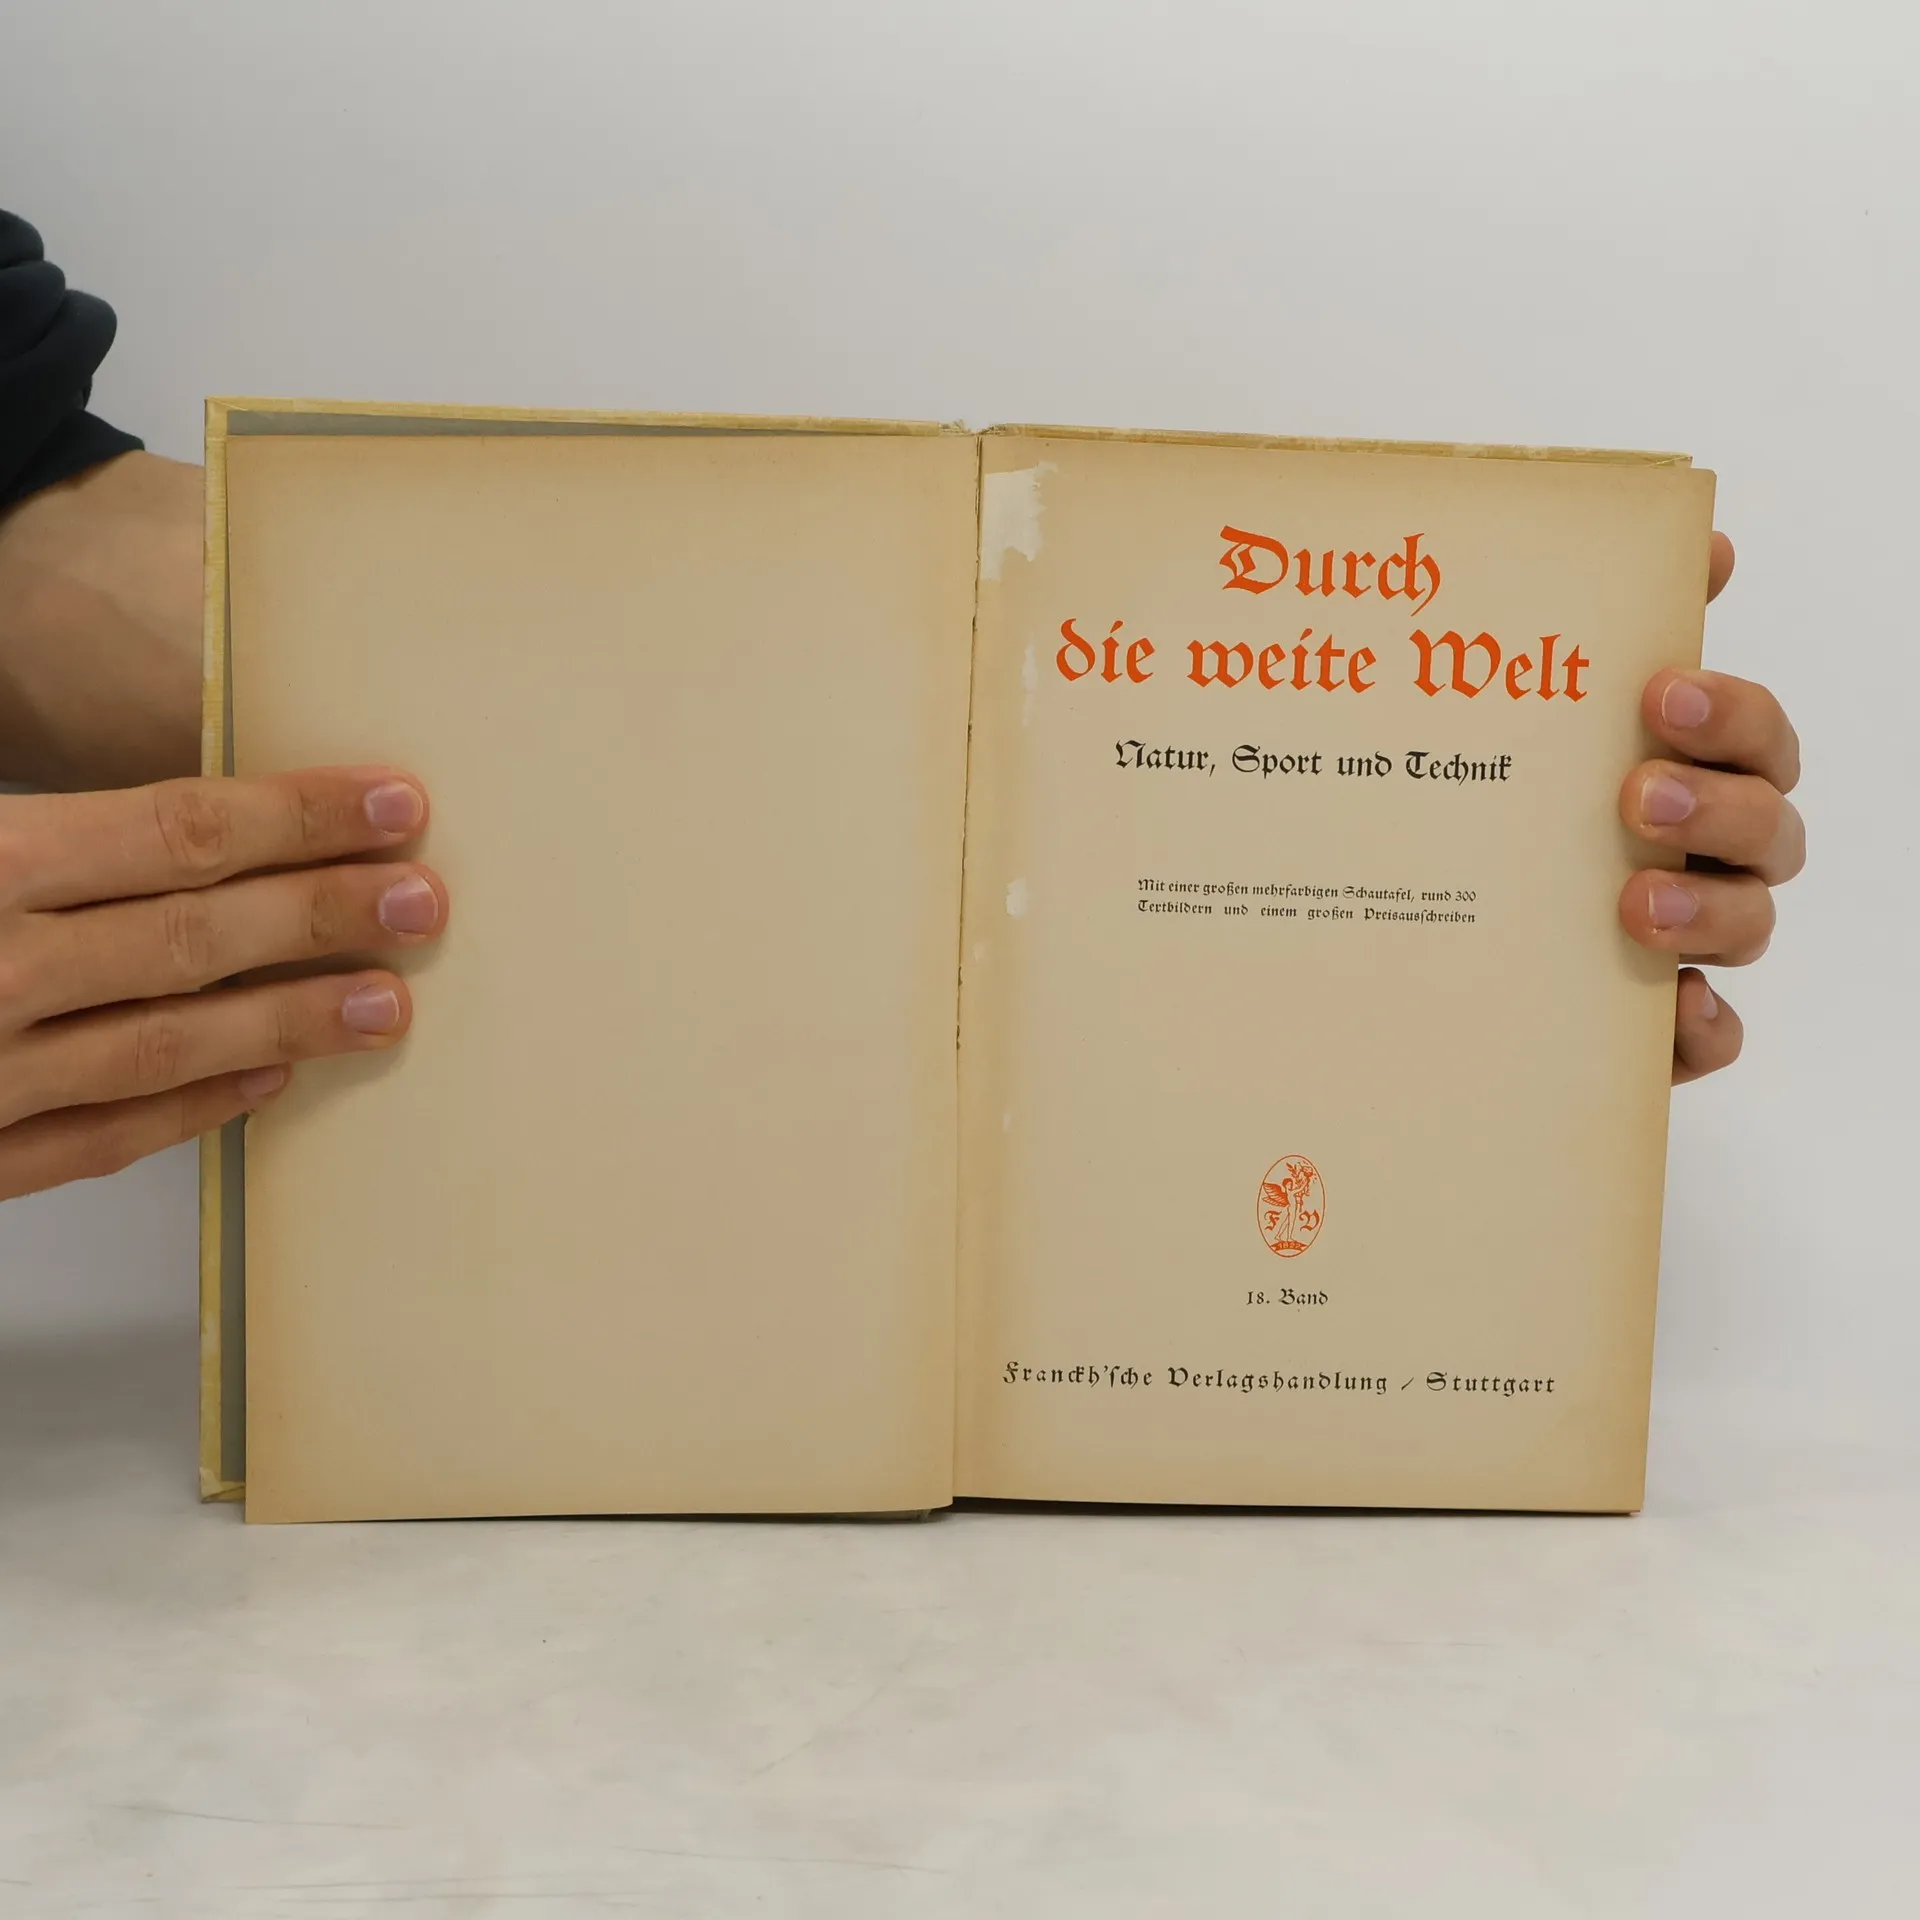 Durch
die weite Welt
Natur, Sport und Technik
Mit einer großen mehrfarbigen Schautafel, rund 300
Textbildern und einem großen Preisausſchreiben
F V
18. Band
Franckh'ſche Verlagshandlung / Stuttgart